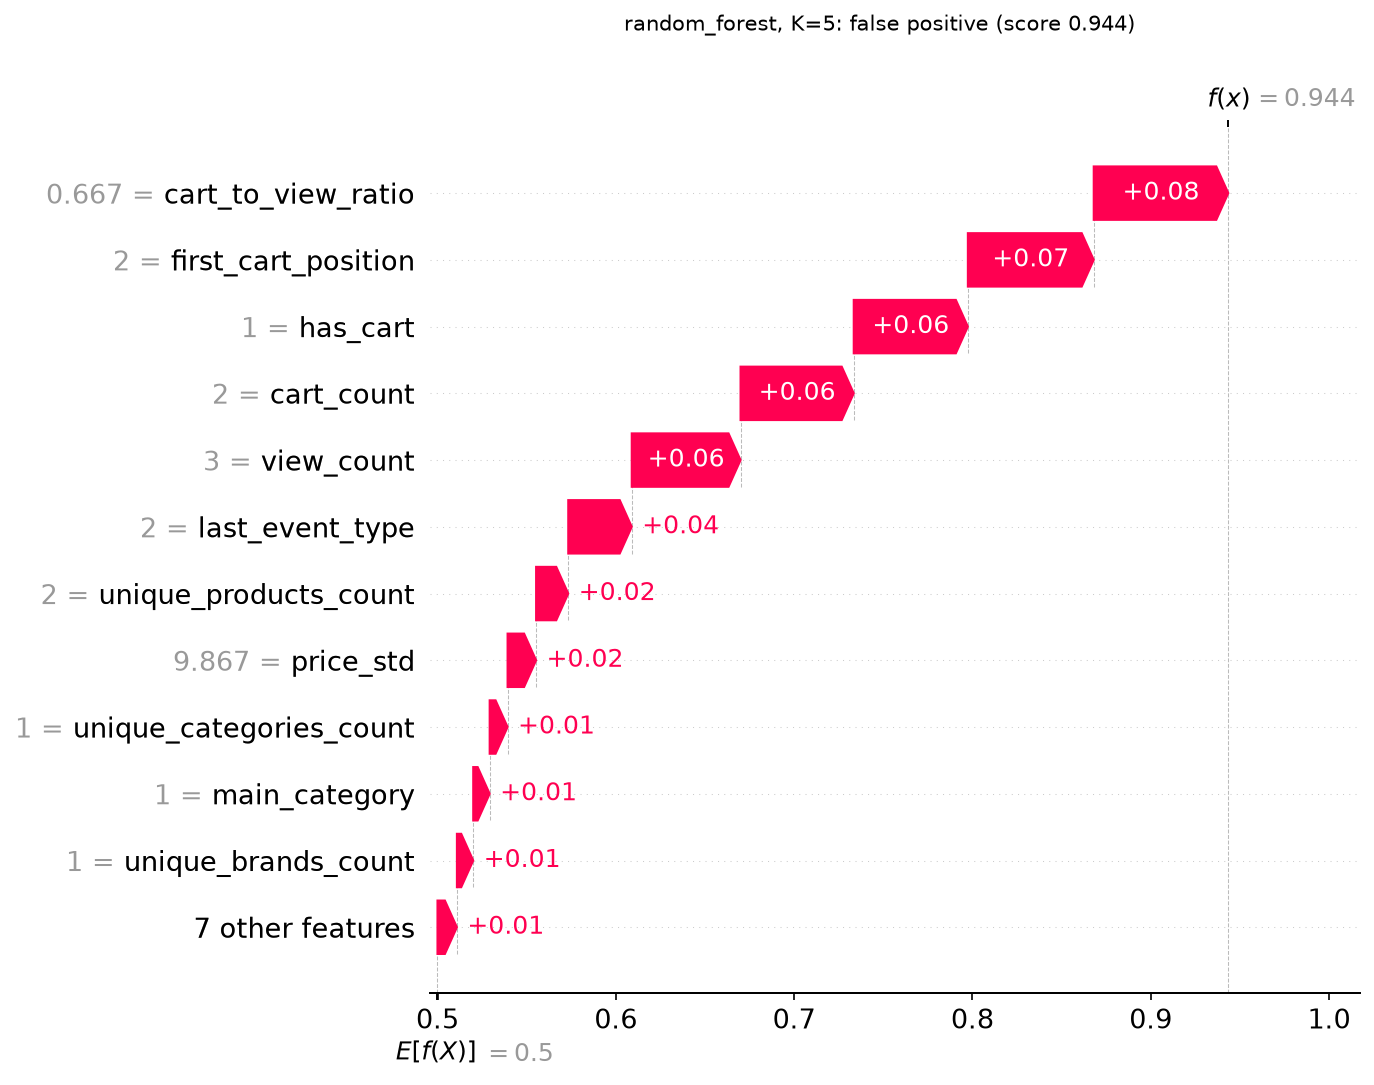 random_forest, K=5: false positive (score 0.944)
f(x) = 0.944
0.667 = cart_to_view_ratio +0.08
2 = first_cart_position +0.07
1 = has_cart +0.06
2 = cart_count +0.06
3 = view_count +0.06
2 = last_event_type +0.04
2 = unique_products_count +0.02
9.867 = price_std +0.02
1 = unique_categories_count +0.01
1 = main_category +0.01
1 = unique_brands_count +0.01
7 other features +0.01
0.5 0.6 0.7 0.8 0.9 1.0
E[f(X)] = 0.5